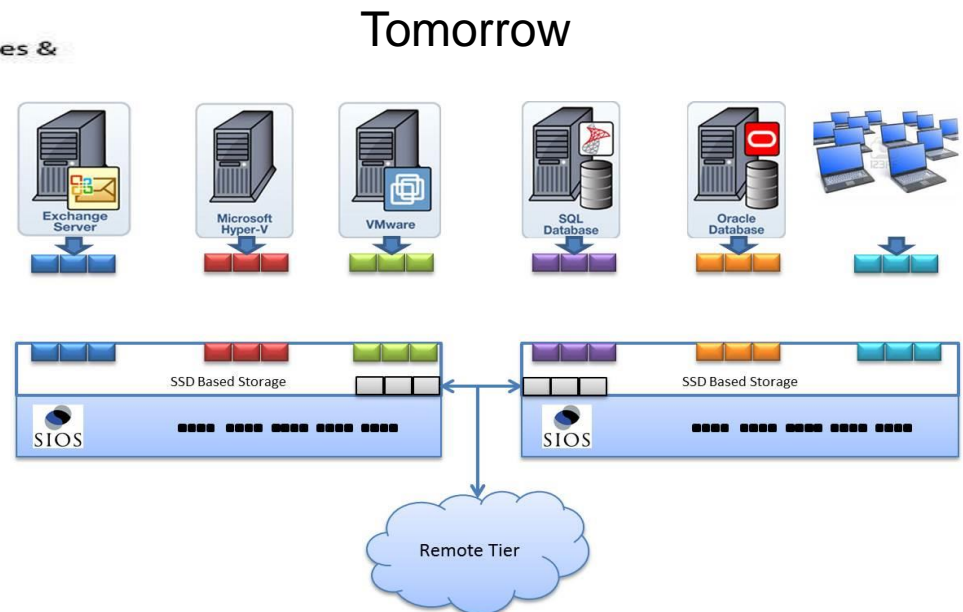 Tomorrow
es &
Exchange
Server
Microsoft
Hyper-V
VMware
SQL
Database
Oracle
Database
SSD Based Storage
SSD Based Storage
SIOS
SIOS
Remote Tier